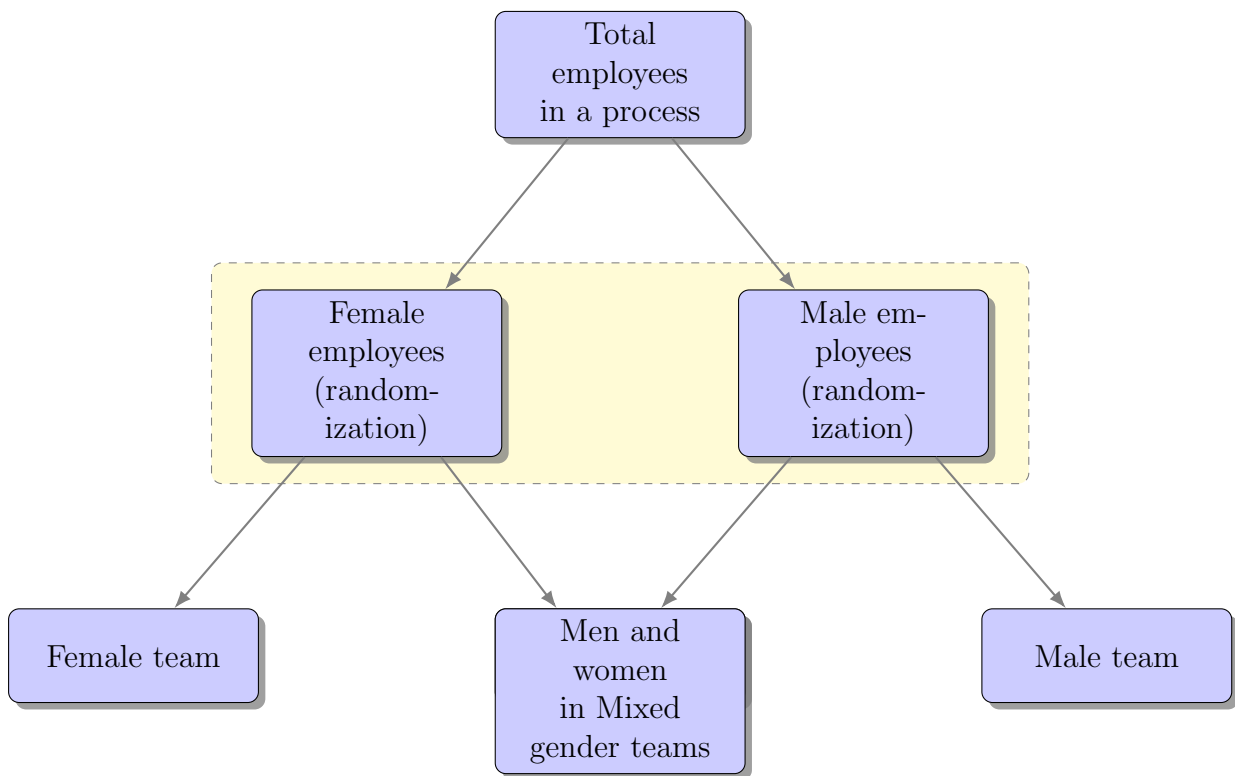 Total
employees
in a process
Female
employees
(random-
ization)
Male em-
ployees
(random-
ization)
Female team
Men and
women
in Mixed
gender teams
Male team